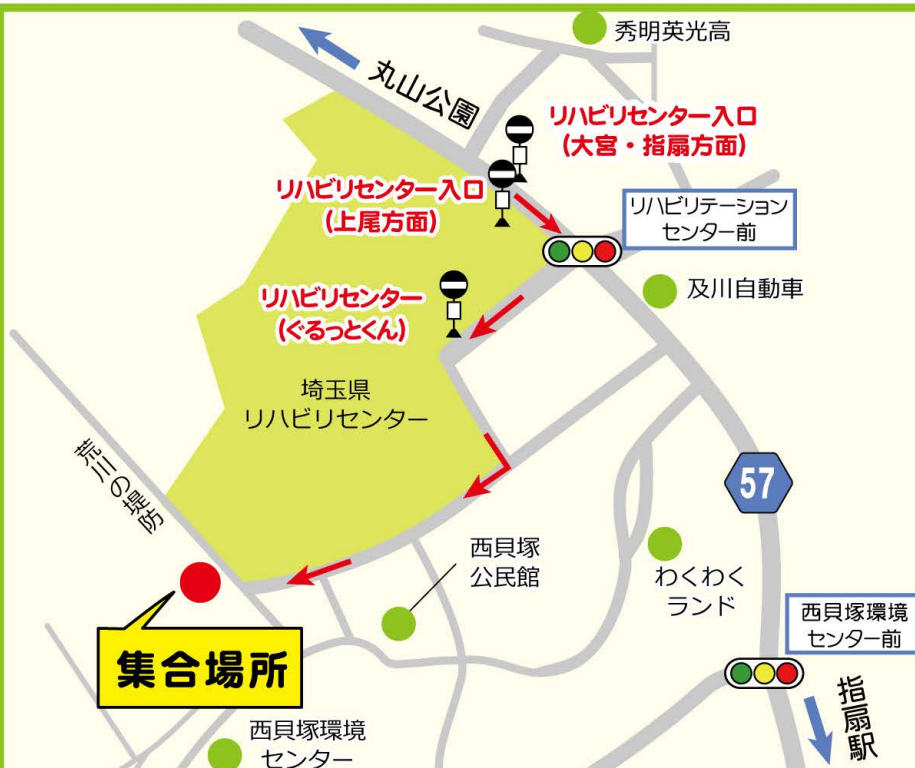 秀明英光高
丸山公園
リハビリセンター入口
(大宮・指扇方面)
リハビリセンター入口
(上尾方面)
リハビリテーション
センター前
及川自動車
リハビリセンター
(ぐるっとくん)
埼玉県
リハビリセンター
荒川の堤防
57
西貝塚
公民館
わくわく
ランド
西貝塚環境
センター前
集合場所
指扇駅
西貝塚環境
センター